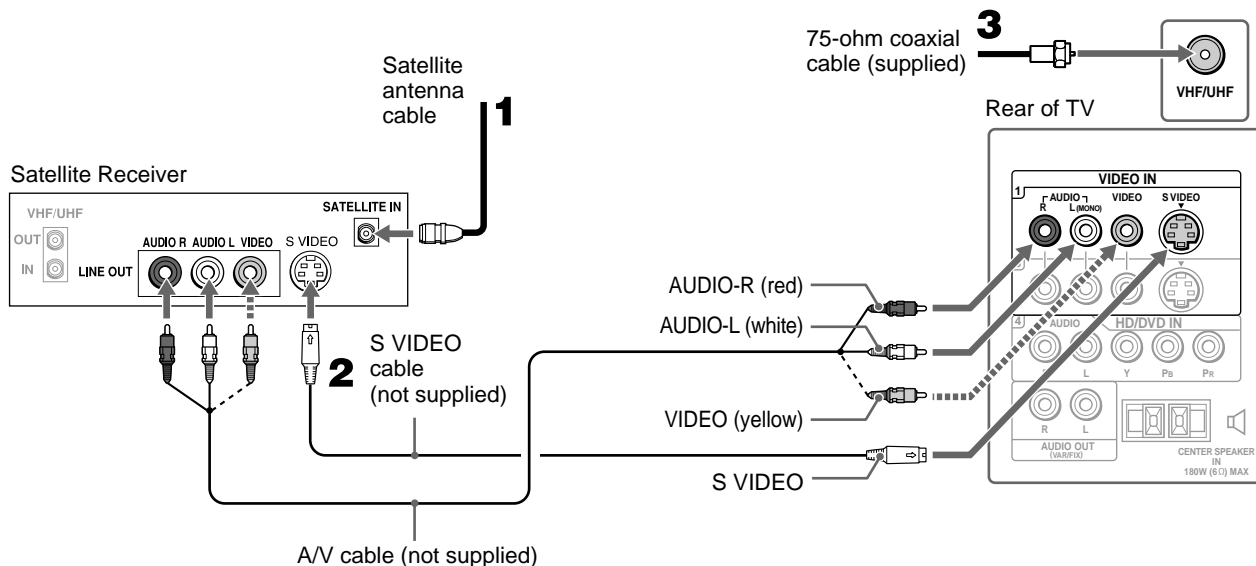 75-ohm coaxial
cable (supplied)
3
VHF/UHF
Satellite
antenna
cable
1
Rear of TV
Satellite Receiver
VHF/UHF
OUT
IN
LINE OUT
AUDIO R AUDIO L VIDEO
S VIDEO
SATELLITE IN
VIDEO IN
1
AUDIO
R
L (MONO)
VIDEO
S VIDEO
AUDIO-R (red)
AUDIO-L (white)
VIDEO (yellow)
S VIDEO
2
S VIDEO
cable
(not supplied)
4
AUDIO
HD/DVD IN
L
Y
PB
PR
R
L
AUDIO OUT
(VAR/FIX)
CENTER SPEAKER
IN
180W (6Ω) MAX
A/V cable (not supplied)